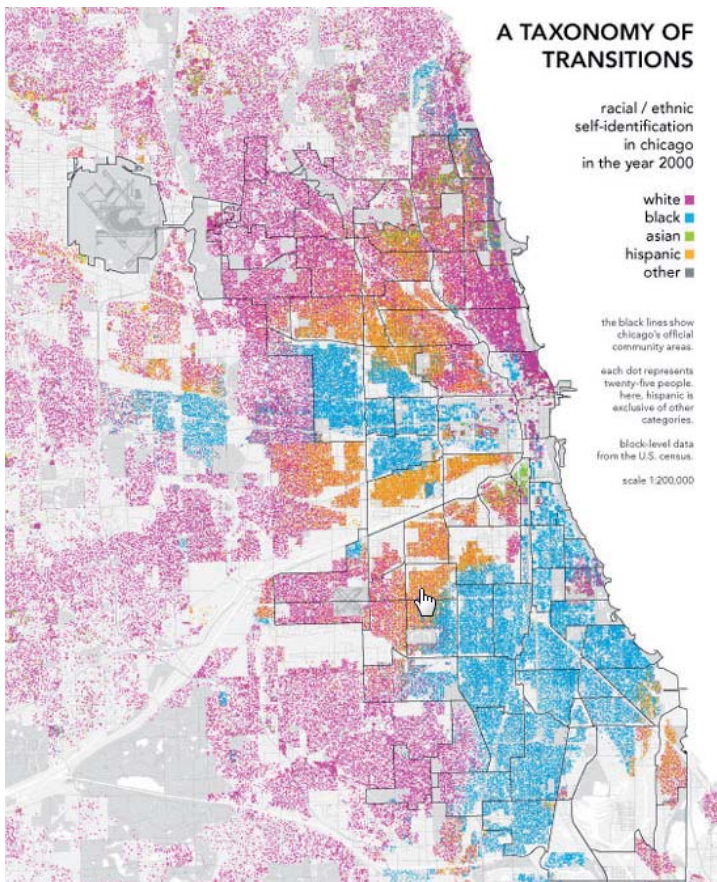 A TAXONOMY OF
TRANSITIONS
racial / ethnic
self-identification
in chicago
in the year 2000
white
black
asian
hispanic
other
the black lines show
chicago's official
community areas.
each dot represents
twenty-five people.
here, hispanic is
exclusive of other
categories.
block-level data
from the U.S. census.
scale 1:200,000